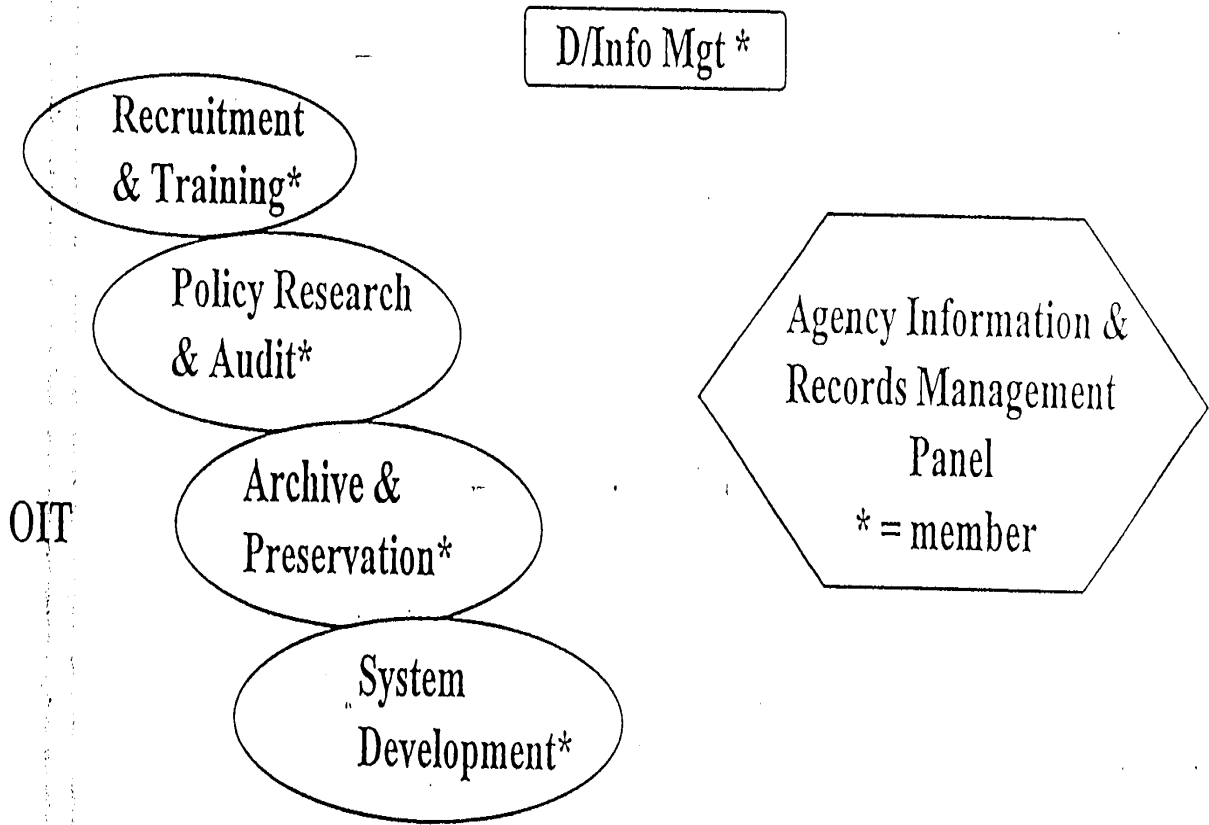 D/Info Mgt *
Recruitment
& Training*
Policy Research
& Audit*
Archive &
Preservation*
OIT
System
Development*
Agency Information &
Records Management
Panel
* = member